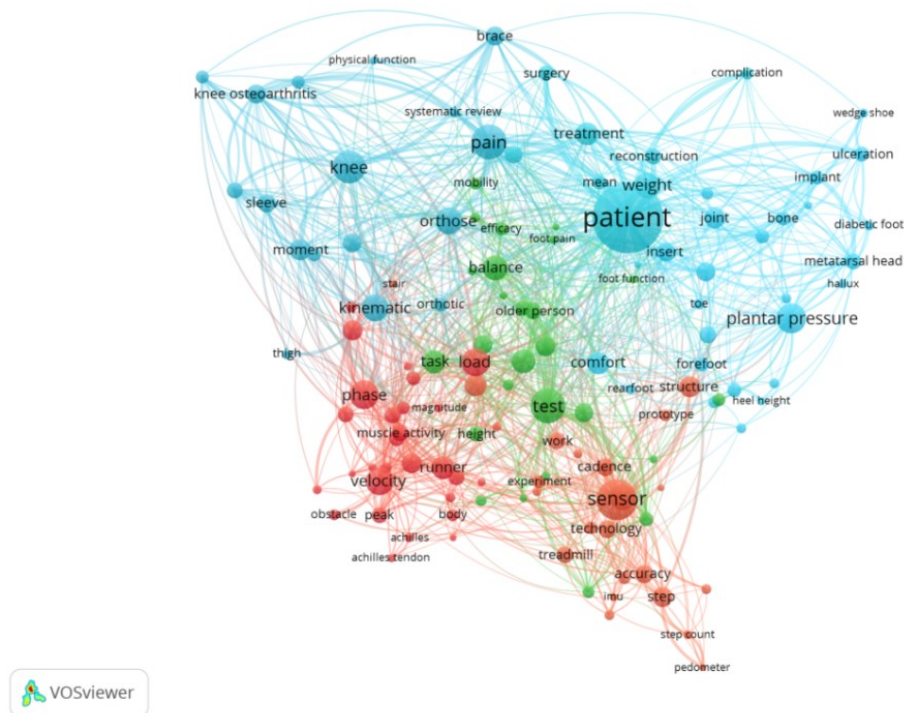 brace
physical function
surgery
complication
knee osteoarthritis
systematic review
wedge shoe
pain
treatment
reconstruction
ulceration
knee
mobility
mean
weight
implant
sleeve
patient
orthose
efficacy
joint
bone
diabetic foot
foot pain
moment
insert
balance
metatarsal head
foot function
stair
hallux
kinematic
orthotic
older person
toe
plantar pressure
thigh
task
load
comfort
forefoot
phase
rearfoot
structure
heel height
magnitude
test
prototype
muscle activity
height
work
runner
cadence
velocity
experiment
sensor
obstacle
peak
body
technology
achilles
achilles tendon
treadmill
accuracy
imu
step
step count
pedometer
VOSviewer